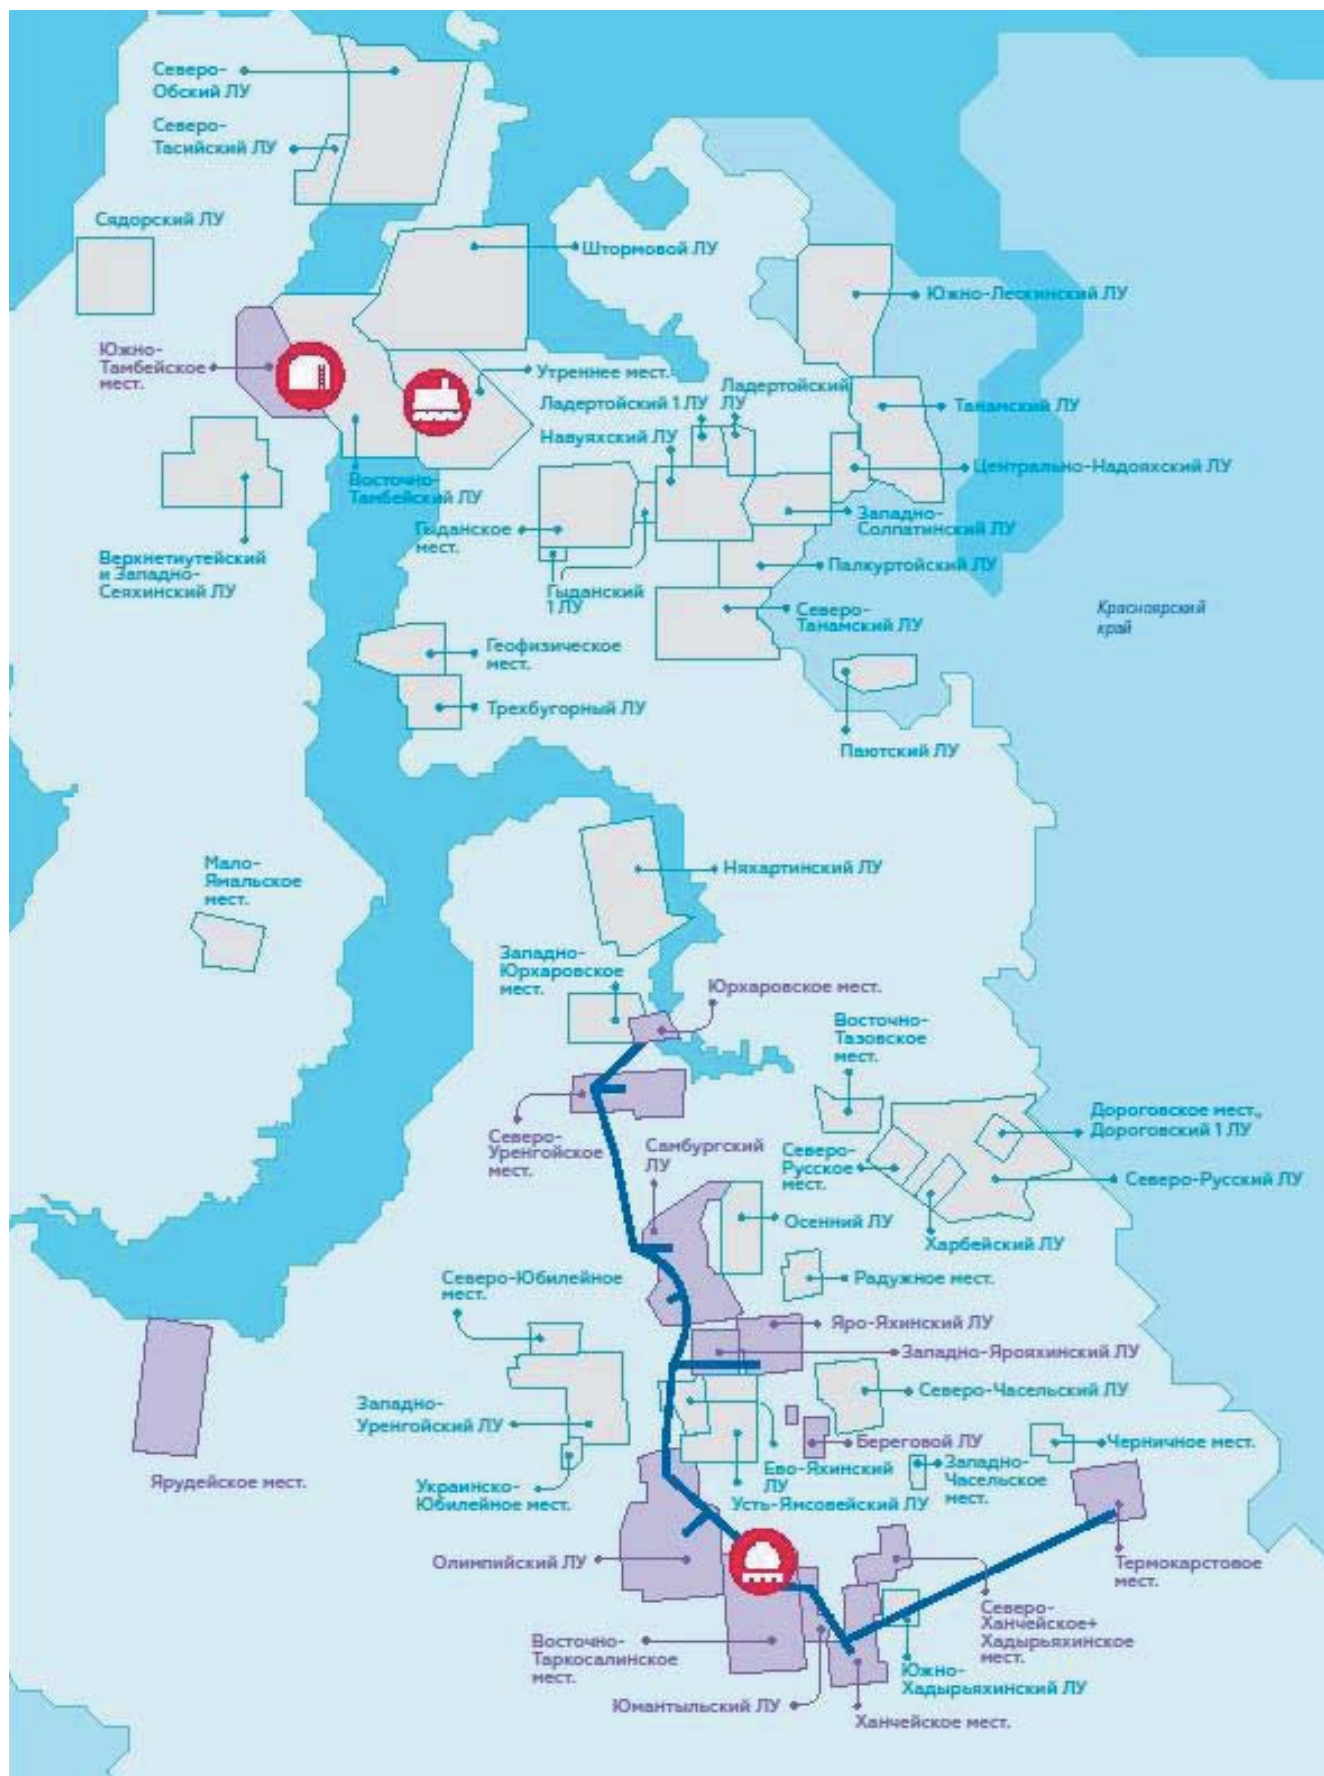 Северо-
Обский ЛУ
Северо-
Тасийский ЛУ
Сядорский ЛУ
Штормовой ЛУ
Южно-Лескинский ЛУ
Южно-
Тамбейское
мест.
Утреннее мест.
Ладертойский
ЛУ
Ладертойский 1 ЛУ
Танамский ЛУ
Навуяхский ЛУ
Центрально-Надояхский ЛУ
Восточно-
Тамбейский ЛУ
Гыданское
мест.
Западно-
Солпатинский ЛУ
Верхнетиутейский
и Западно-
Сеяхинский ЛУ
Палкуртойский ЛУ
Гыданский
1 ЛУ
Северо-
Танамский ЛУ
Красноярский
край
Геофизическое
мест.
Трехбугорный ЛУ
Паютский ЛУ
Мало-
Ямальское
мест.
Няхартинский ЛУ
Западно-
Юрхаровское
мест.
Юрхаровское мест.
Восточно-
Тазовское
мест.
Дороговское мест.,
Дороговский 1 ЛУ
Северо-
Уренгойское
мест.
Самбургский
ЛУ
Северо-
Русское
мест.
Северо-Русский ЛУ
Осенний ЛУ
Харбейский ЛУ
Северо-Юбилейное
мест.
Радужное мест.
Яро-Яхинский ЛУ
Западно-Ярояхинский ЛУ
Северо-Часельский ЛУ
Западно-
Уренгойский ЛУ
Береговой ЛУ
Черничное мест.
Ярудейское мест.
Украинско-
Юбилейное мест.
Ево-Яхинский
ЛУ
Западно-
Часельское
мест.
Усть-Ямсовейский ЛУ
Олимпийский ЛУ
Термокарстовое
мест.
Северо-
Ханчейское+
Хадырьяхинское
мест.
Восточно-
Таркосалинское
мест.
Южно-
Хадырьяхинский ЛУ
Юмантыльский ЛУ
Ханчейское мест.